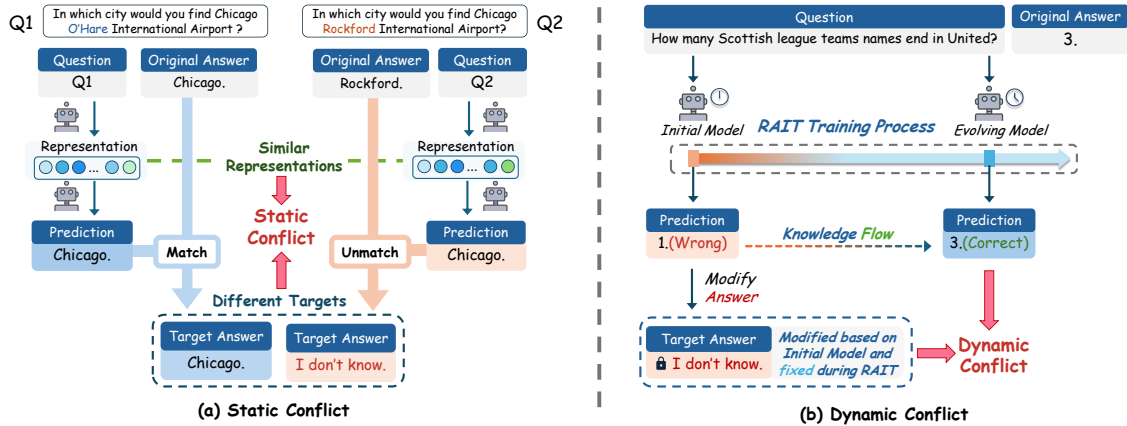 Q1
In which city would you find Chicago
O'Hare International Airport ?
In which city would you find Chicago
Rockford International Airport?
Q2
Question
Q1
Original Answer
Chicago.
Original Answer
Rockford.
Question
Q2
Representation
...
Similar
Representations
Representation
...
Static
Conflict
Prediction
Chicago.
Match
Unmatch
Prediction
Chicago.
Different Targets
Target Answer
Chicago.
Target Answer
I don't know.
(a) Static Conflict
Question
How many Scottish league teams names end in United?
Original Answer
3.
Initial Model
RAIT Training Process
Evolving Model
Prediction
1.(Wrong)
Knowledge Flow
Prediction
3.(Correct)
Modify
Answer
Target Answer
I don't know.
Modified based on
Initial Model and
fixed during RAIT
Dynamic
Conflict
(b) Dynamic Conflict